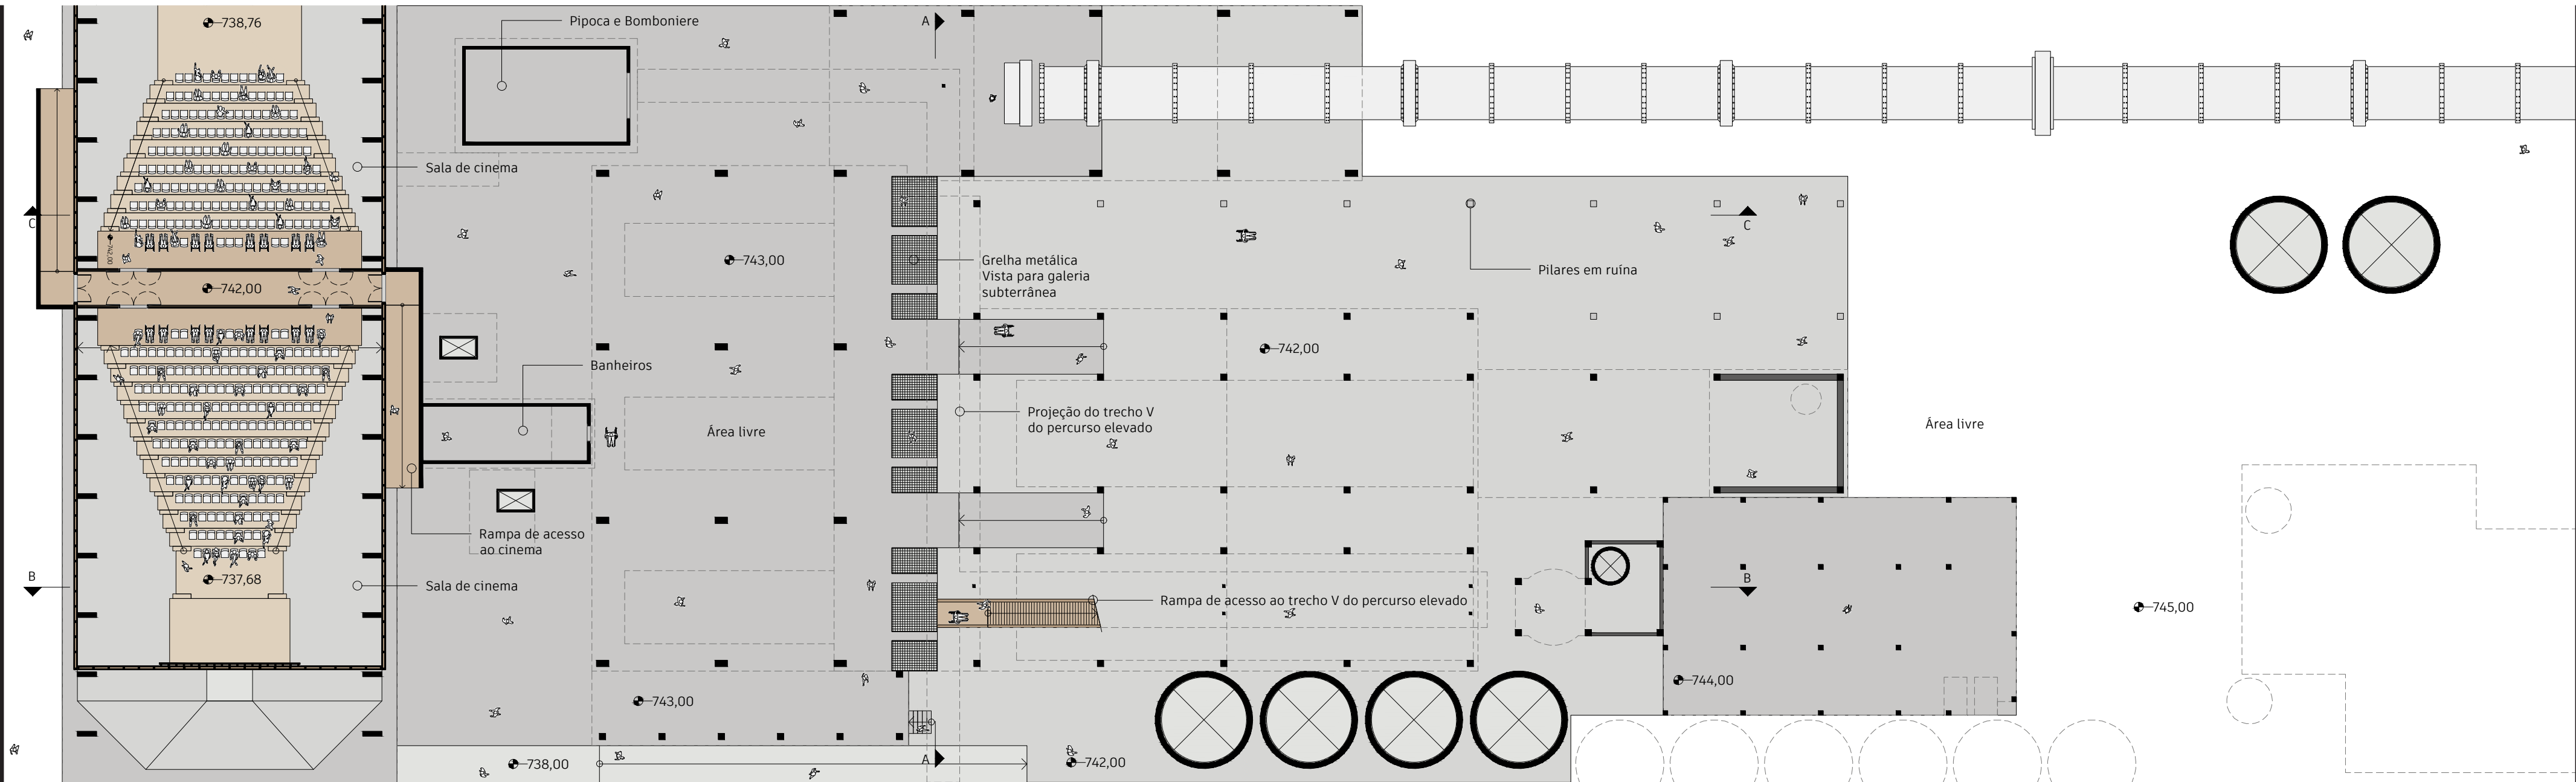 738,76
Pipoca e Bomboniere
A
Sala de cinema
C
742,00
743,00
Grelha metálica
Vista para galeria
subterrânea
Pilares em ruína
C
742,00
742,00
Banheiros
Projeção do trecho V
do percurso elevado
Área livre
Área livre
Rampa de acesso
ao cinema
B
737,68
Sala de cinema
Rampa de acesso ao trecho V do percurso elevado
B
745,00
743,00
744,00
738,00
A
742,00